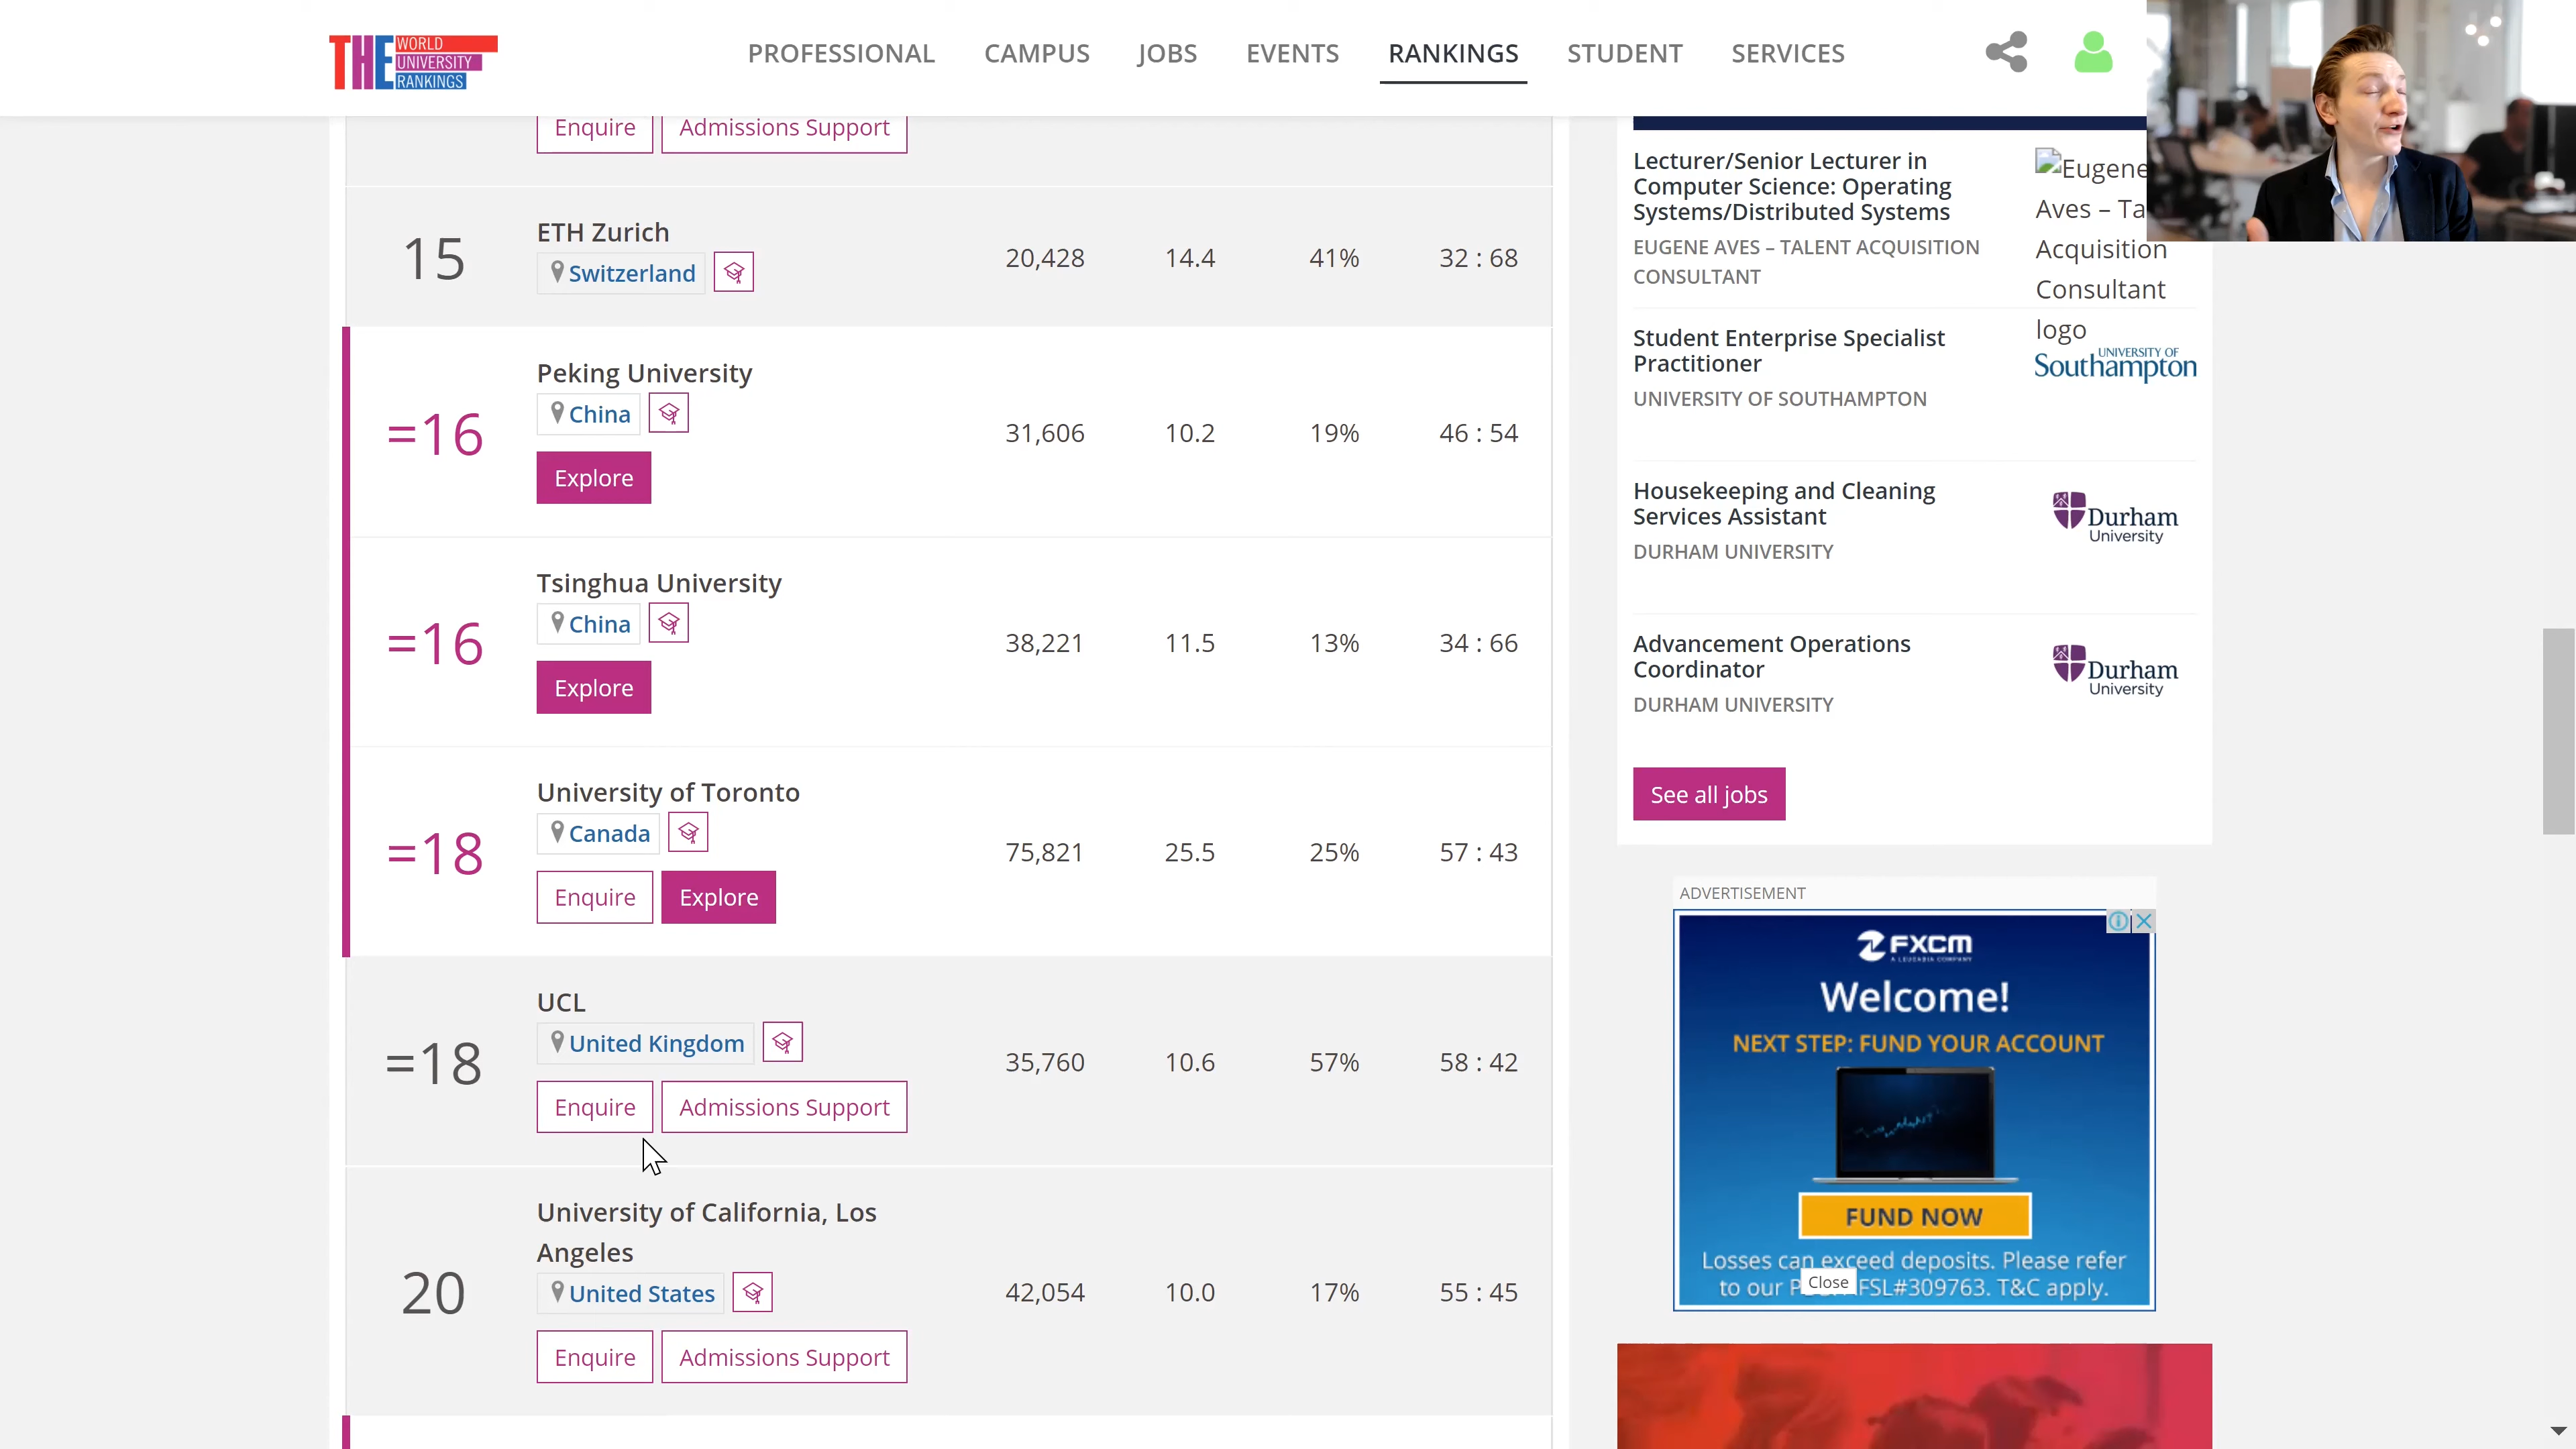 THE WORLD
UNIVERSITY
RANKINGS
PROFESSIONAL CAMPUS JOBS EVENTS RANKINGS STUDENT SERVICES
Enquire Admissions Support
15 ETH Zurich 20,428 14.4 41% 32 : 68
Switzerland
=16 Peking University 31,606 10.2 19% 46 : 54
China
Explore
=16 Tsinghua University 38,221 11.5 13% 34 : 66
China
Explore
=18 University of Toronto 75,821 25.5 25% 57 : 43
Canada
Enquire Explore
=18 UCL 35,760 10.6 57% 58 : 42
United Kingdom
Enquire Admissions Support
20 University of California, Los 42,054 10.0 17% 55 : 45
Angeles
United States
Enquire Admissions Support
Lecturer/Senior Lecturer in
Computer Science: Operating
Systems/Distributed Systems
EUGENE AVES – TALENT ACQUISITION
CONSULTANT
Eugene
Aves –
Acquisition
Consultant
logo
Student Enterprise Specialist
Practitioner
UNIVERSITY OF SOUTHAMPTON
UNIVERSITY OF
Southampton
Housekeeping and Cleaning
Services Assistant
DURHAM UNIVERSITY
Durham
University
Advancement Operations
Coordinator
DURHAM UNIVERSITY
Durham
University
See all jobs
ADVERTISEMENT
FXCM
A LEUCADIA COMPANY
Welcome!
NEXT STEP: FUND YOUR ACCOUNT
FUND NOW
Losses can exceed deposits. Please refer
to our AFSL#309763. T&C apply.
Close